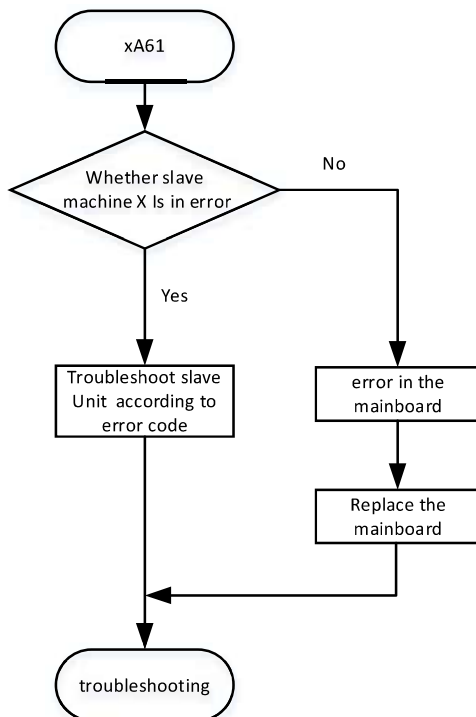 xA61
Whether slave
machine X Is in error
No
Yes
Troubleshoot slave
Unit according to
error code
error in the
mainboard
Replace the
mainboard
troubleshooting